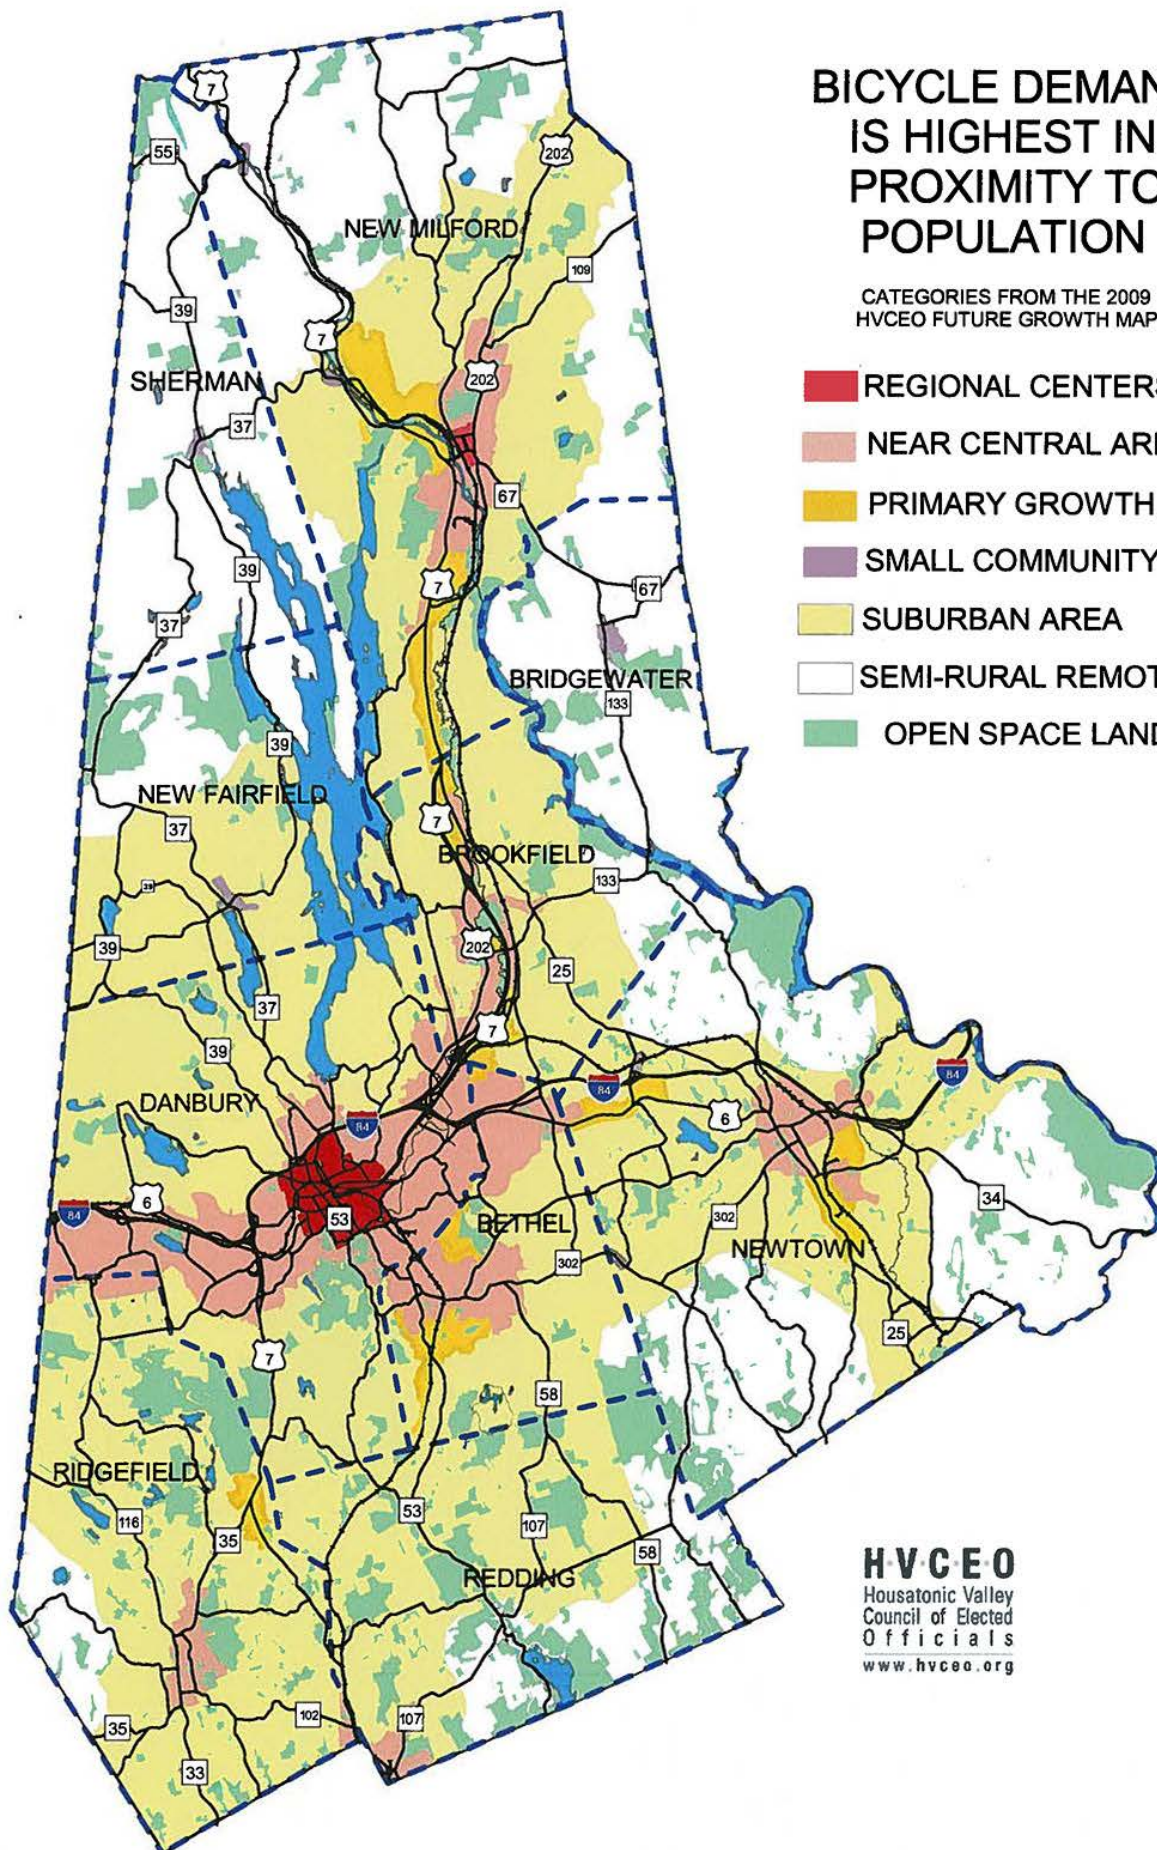 BICYCLE DEMAN
IS HIGHEST IN
PROXIMITY TO
POPULATION
CATEGORIES FROM THE 2009
HVCEO FUTURE GROWTH MAP
REGIONAL CENTERS
NEAR CENTRAL ARE
PRIMARY GROWTH
SMALL COMMUNITY
SUBURBAN AREA
SEMI-RURAL REMOT
OPEN SPACE LAND
7
55
202
NEW MILFORD
109
39
7
SHERMAN
202
37
67
39
7
67
37
BRIDGEWATER
133
39
NEW FAIRFIELD
7
37
BROOKFIELD
39
133
39
202
25
37
7
39
84
84
DANBURY
84
6
6
34
84
53
BETHEL
302
NEWTOWN
302
25
7
58
RIDGEFIELD
116
53
107
35
58
REDDING
35
102
107
33
H·V·C·E·O
Housatonic Valley
Council of Elected
Officials
www.hvceo.org